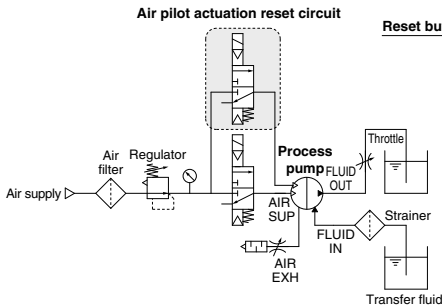 Air pilot actuation reset circuit
Reset bu
Air
filter
Regulator
Air supply
Process
pump
FLUID
OUT
Throttle
AIR
SUP
FLUID
IN
Strainer
AIR
EXH
Transfer fluid